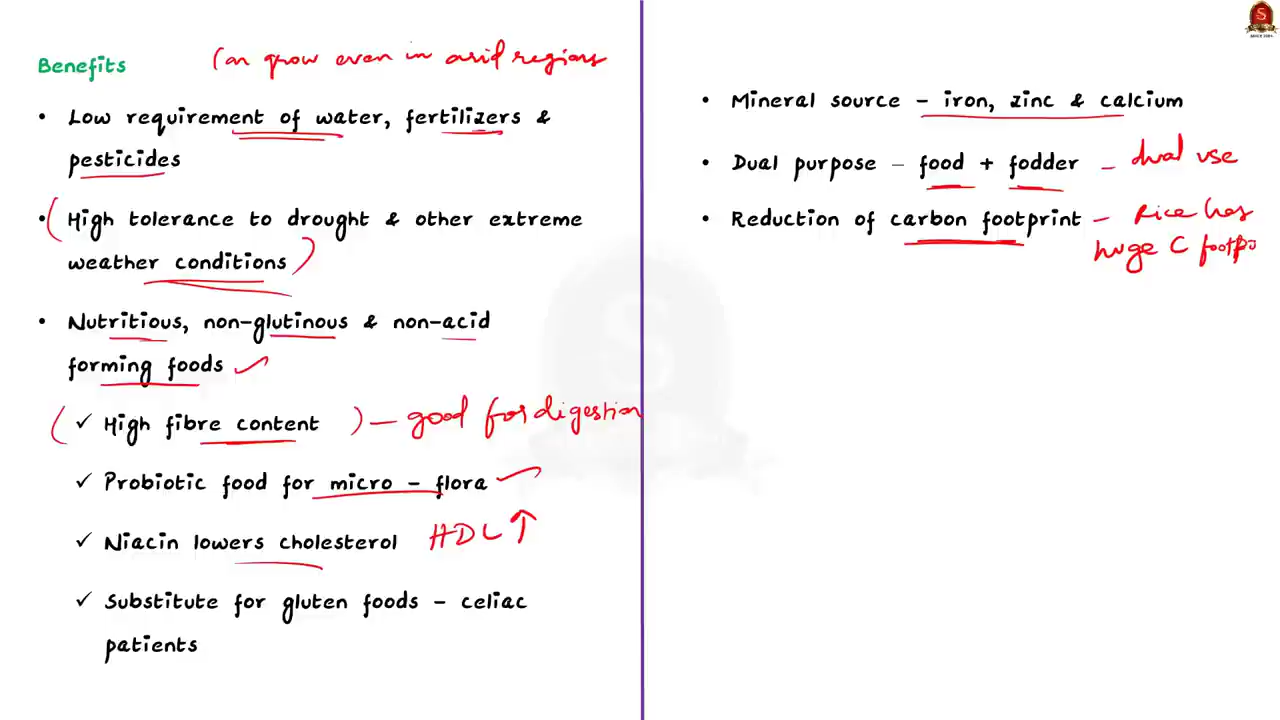 Benefits (an grow even in arid regions
• Low requirement of water, fertilizers &
pesticides
• (High tolerance to drought & other extreme
weather conditions)
• Nutritious, non-glutinous & non-acid
forming foods ✓
( ✓ High fibre content ) – good for digestion
✓ Probiotic food for micro – flora ✓
✓ Niacin lowers cholesterol HDL ↑
✓ Substitute for gluten foods – celiac
patients
• Mineral source – iron, zinc & calcium
• Dual purpose – food + fodder – dual use
• Reduction of carbon footprint – Rice has
huge C footp
S